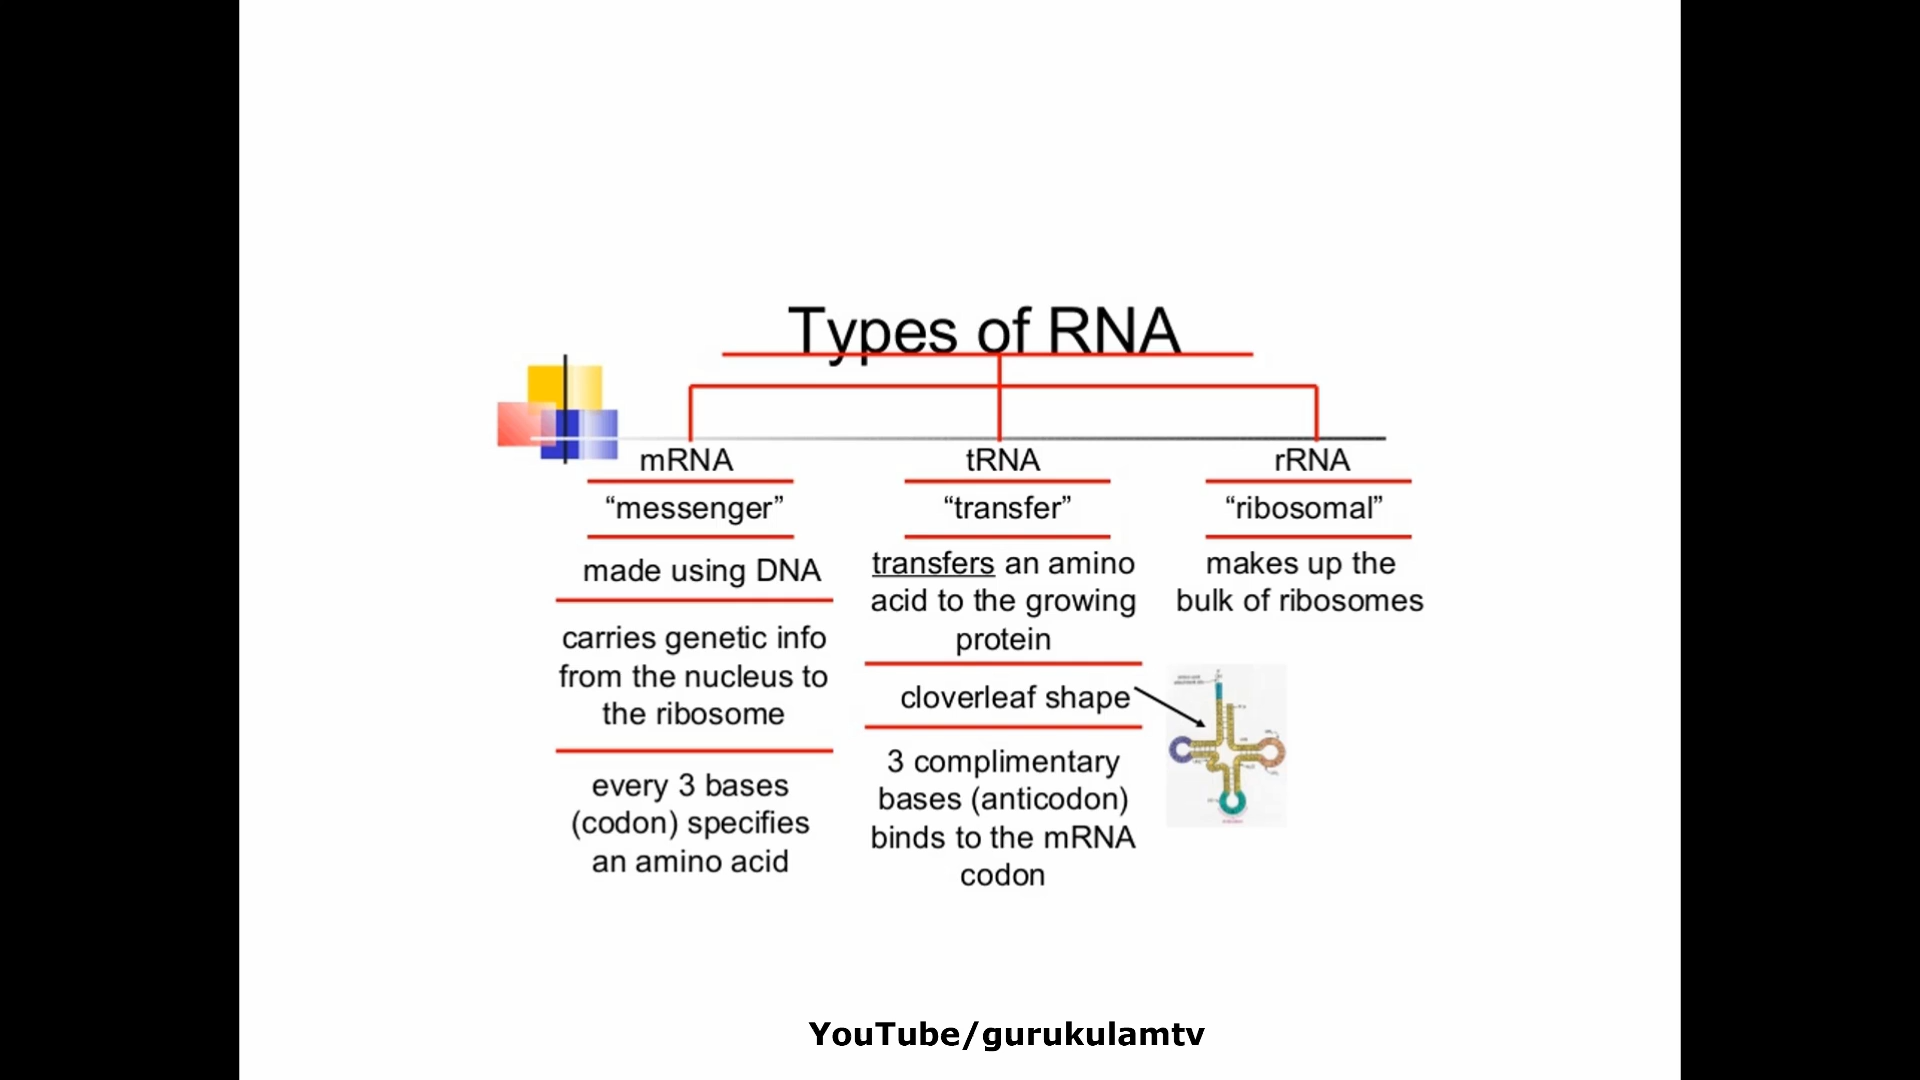 Types of RNA
mRNA
“messenger”
made using DNA
carries genetic info
from the nucleus to
the ribosome
every 3 bases
(codon) specifies
an amino acid
tRNA
“transfer”
transfers an amino
acid to the growing
protein
cloverleaf shape
3 complimentary
bases (anticodon)
binds to the mRNA
codon
rRNA
“ribosomal”
makes up the
bulk of ribosomes
YouTube/gurukulamtv